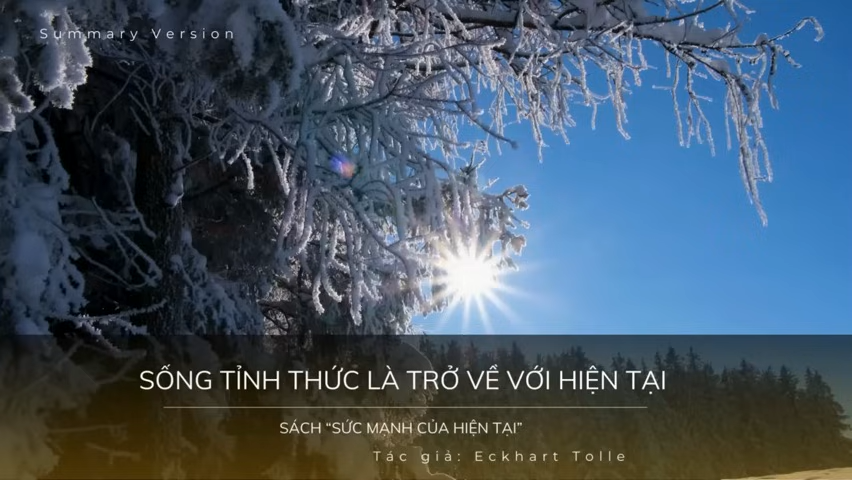 Summary Version
SỐNG TỈNH THỨC LÀ TRỞ VỀ VỚI HIỆN TẠI
SÁCH “SỨC MẠNH CỦA HIỆN TẠI”
Tác giả: Eckhart Tolle